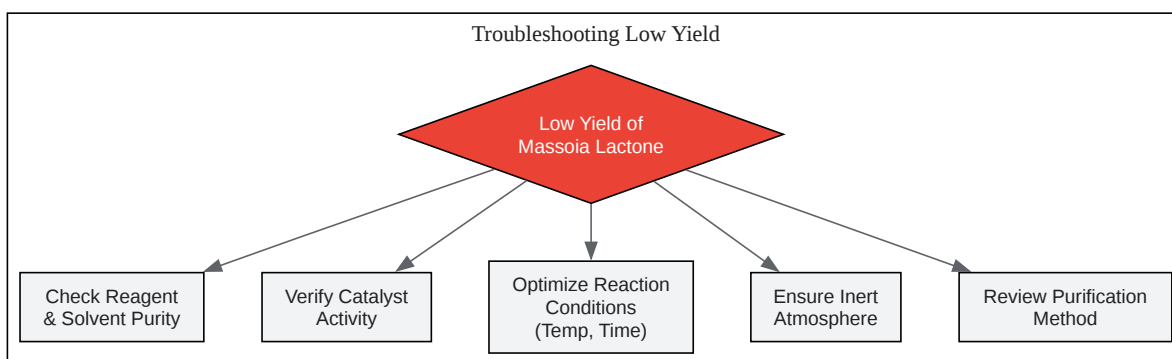 Troubleshooting Low Yield
Low Yield of
Massoia Lactone
Check Reagent
& Solvent Purity
Verify Catalyst
Activity
Optimize Reaction
Conditions
(Temp, Time)
Ensure Inert
Atmosphere
Review Purification
Method